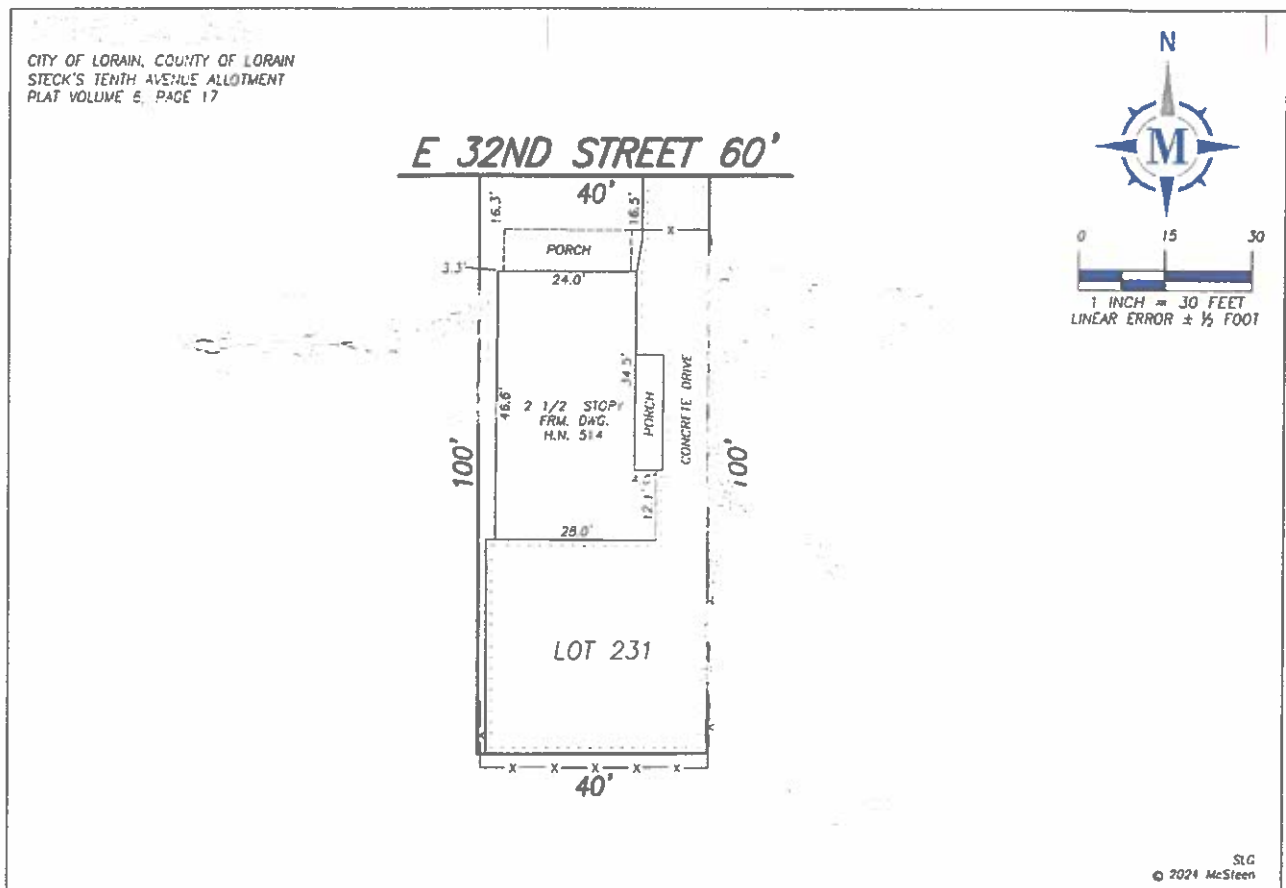 CITY OF LORAIN, COUNTY OF LORAIN
STECK'S TENTH AVENUE ALLOTMENT
PLAT VOLUME 6, PAGE 17
N
M
E 32ND STREET 60'
40'
16.3'
16.5'
x
PORCH
3.3'
24.0'
0 15 30
1 INCH = 30 FEET
LINEAR ERROR ± ½ FOOT
46.6'
34.5'
2 1/2 STORY
FRM. DWG.
H.N. 514
PORCH
CONCRETE DRIVE
100'
100'
12.1'
28.0'
LOT 231
x x x x x
40'
SLG
© 2024 McSteen